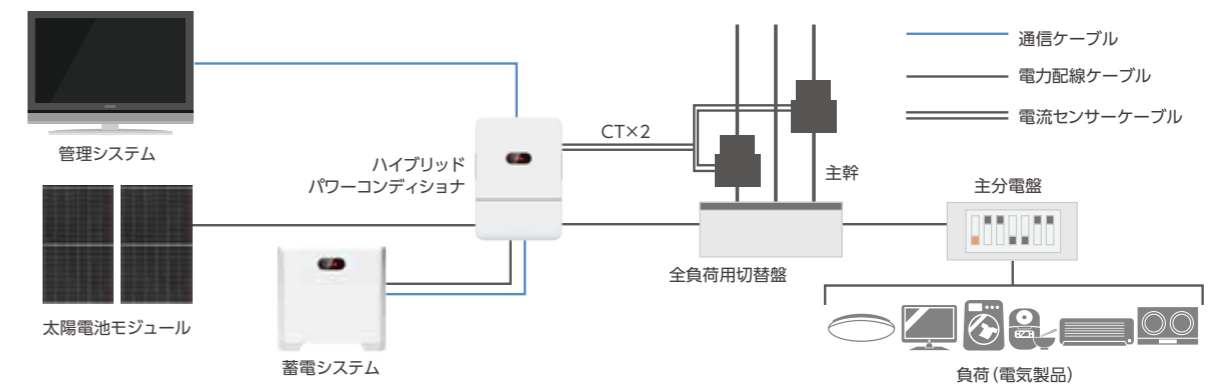 通信ケーブル
電力配線ケーブル
電流センサーケーブル
CT×2
管理システム
ハイブリッド
パワーコンディショナ
主幹
主分電盤
全負荷用切替盤
太陽電池モジュール
蓄電システム
負荷(電気製品)